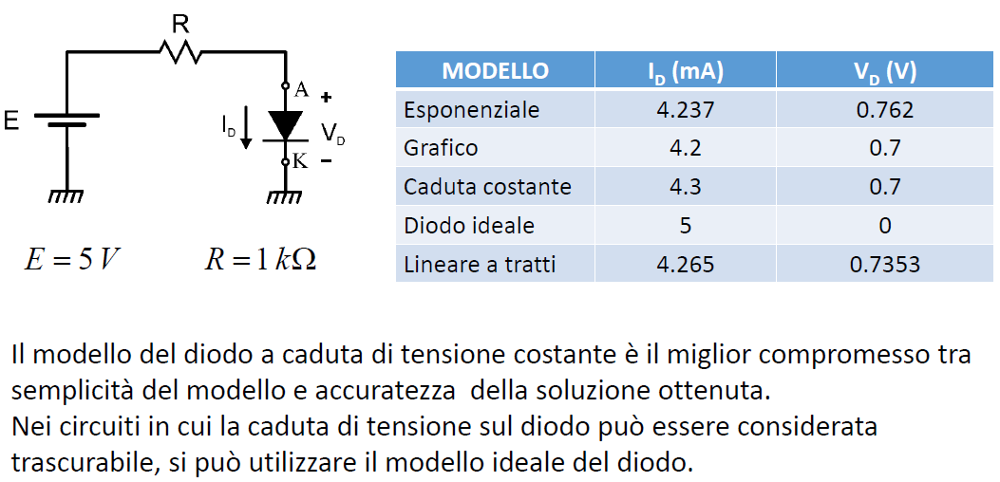 R
E
A
+
I_D
V_D
K
−
E = 5 V
R = 1 kΩ
MODELLO I_D (mA) V_D (V)
Esponenziale 4.237 0.762
Grafico 4.2 0.7
Caduta costante 4.3 0.7
Diodo ideale 5 0
Lineare a tratti 4.265 0.7353
Il modello del diodo a caduta di tensione costante è il miglior compromesso tra
semplicità del modello e accuratezza  della soluzione ottenuta.
Nei circuiti in cui la caduta di tensione sul diodo può essere considerata
trascurabile, si può utilizzare il modello ideale del diodo.